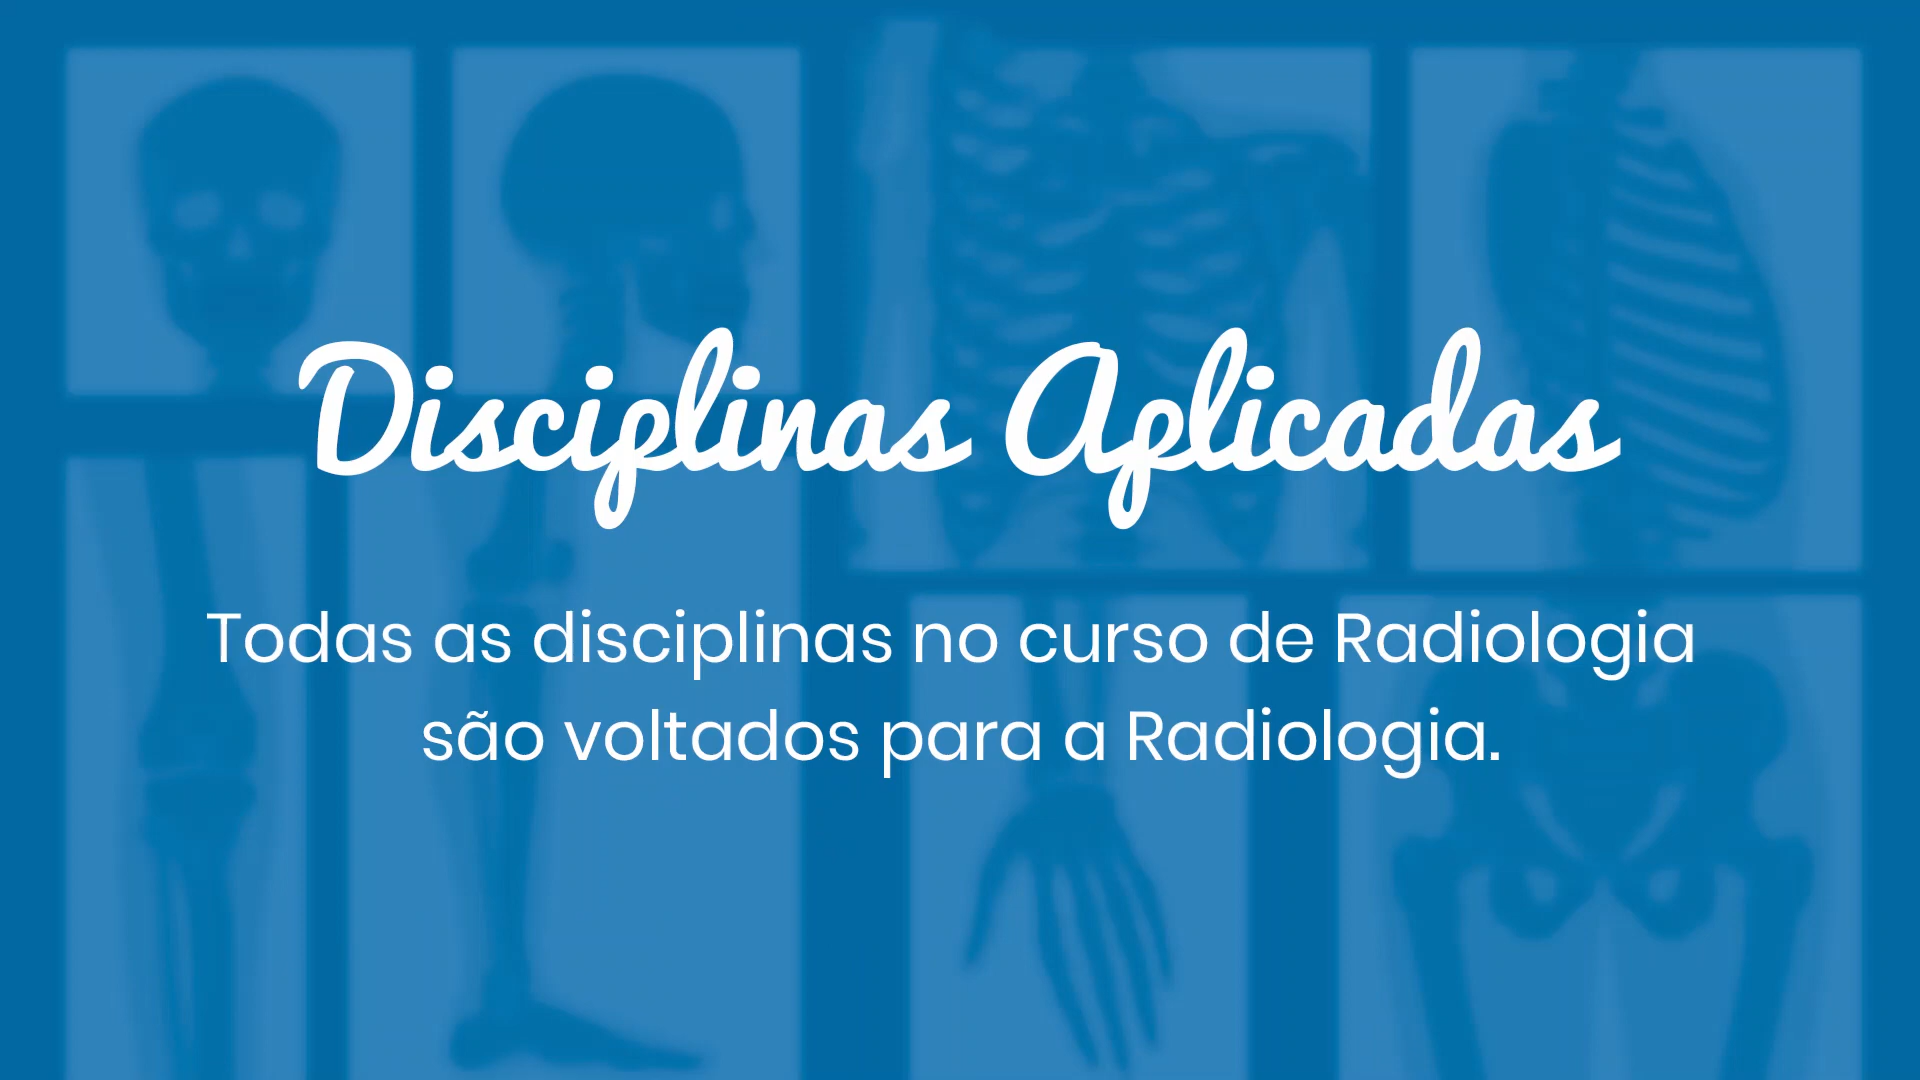 Disciplinas Aplicadas
Todas as disciplinas no curso de Radiologia
são voltados para a Radiologia.